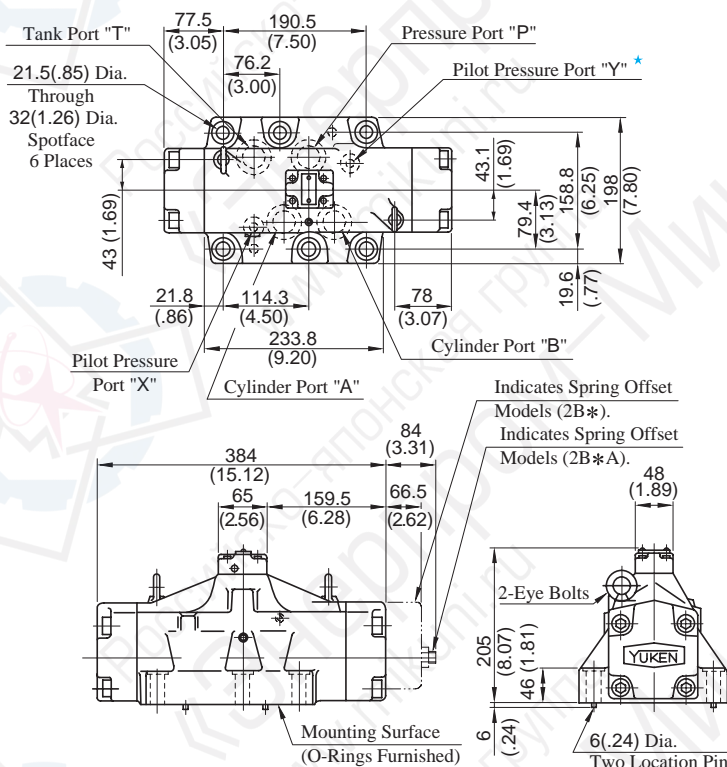 77.5
(3.05)
190.5
(7.50)
Tank Port "T"
Pressure Port "P"
76.2
(3.00)
Pilot Pressure Port "Y" ★
21.5(.85) Dia.
Through
32(1.26) Dia.
Spotface
6 Places
43 (1.69)
43.1
(1.69)
79.4
(3.13)
158.8
(6.25)
198
(7.80)
19.6
(.77)
21.8
(.86)
114.3
(4.50)
78
(3.07)
233.8
(9.20)
Pilot Pressure
Port "X"
Cylinder Port "A"
Cylinder Port "B"
Indicates Spring Offset
Models (2B*).
Indicates Spring Offset
Models (2B*A).
384
(15.12)
84
(3.31)
65
(2.56)
159.5
(6.28)
66.5
(2.62)
48
(1.89)
2-Eye Bolts
YUKEN
205
(8.07)
46 (1.81)
6
(.24)
Mounting Surface
(O-Rings Furnished)
6(.24) Dia.
Two Location Pin